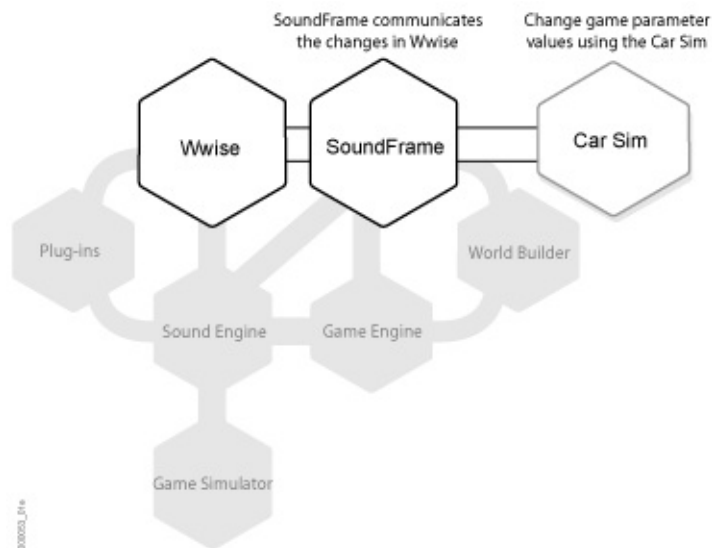 SoundFrame communicates
the changes in Wwise
Change game parameter
values using the Car Sim
Wwise
SoundFrame
Car Sim
Plug-ins
World Builder
Sound Engine
Game Engine
Game Simulator